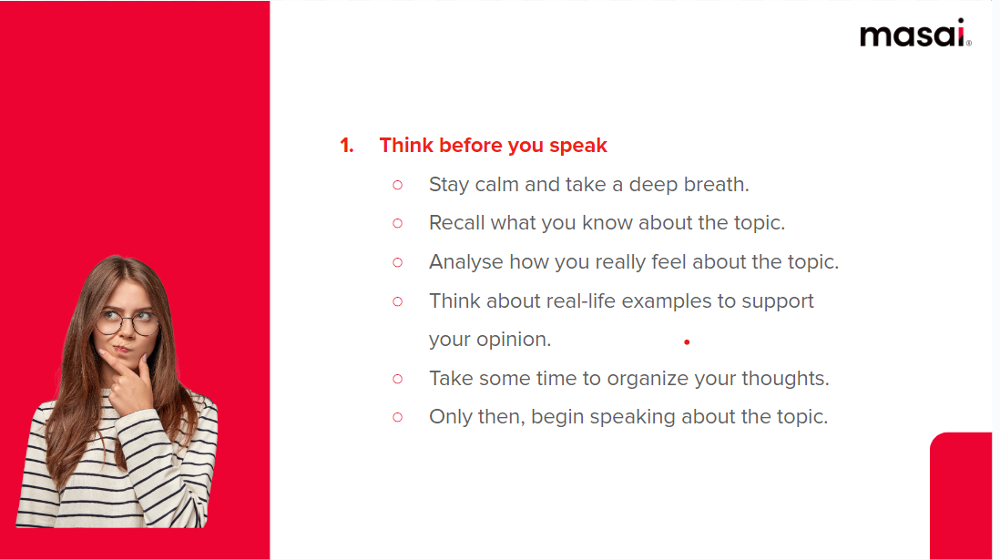 masai®
1. Think before you speak
○ Stay calm and take a deep breath.
○ Recall what you know about the topic.
○ Analyse how you really feel about the topic.
○ Think about real-life examples to support
your opinion.
○ Take some time to organize your thoughts.
○ Only then, begin speaking about the topic.